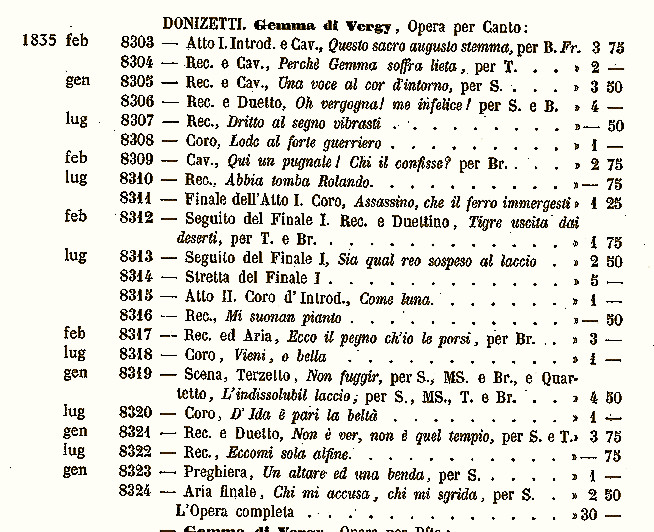 DONIZETTI. Gemma di Vergy, Opera per Canto:
1835 feb 8303 — Atto I. Introd. e Cav., Questo sacro augusto stemma, per B. Fr. 3 75
8304 — Rec. e Cav., Perchè Gemma soffra lieta, per T. . . . » 2 —
gen 8305 — Rec. e Cav., Una voce al cor d'intorno, per S. . . . » 3 50
8306 — Rec. e Duetto, Oh vergogna! me infelice! per S. e B. » 4 —
lug 8307 — Rec., Dritto al segno vibrasti . . . . . . . . . »— 50
8308 — Coro, Lode al forte guerriero . . . . . . . . . » 1 —
feb 8309 — Cav., Qui un pugnale! Chi il confisse? per Br. . . » 2 75
lug 8310 — Rec., Abbia tomba Rolando. . . . . . . . . . »— 75
8311 — Finale dell'Atto I. Coro, Assassino, che il ferro immergesti » 1 25
feb 8312 — Seguito del Finale I. Rec. e Duettino, Tigre uscita dai
deserti, per T. e Br. . . . . . . . . . . . . » 1 75
lug 8313 — Seguito del Finale I, Sia qual reo sospeso al laccio . » 2 50
8314 — Stretta del Finale I . . . . . . . . . . . . » 5 —
8315 — Atto II. Coro d'Introd., Come luna. . . . . . . » 1 —
8316 — Rec., Mi suonan pianto . . . . . . . . . . . »— 50
feb 8317 — Rec. ed Aria, Ecco il pegno ch'io le porsi, per Br. . . » 3 —
lug 8318 — Coro, Vieni, o bella . . . . . . . . . . . » 1 —
gen 8319 — Scena, Terzetto, Non fuggir, per S., MS. e Br., e Quar-
tetto, L'indissolubil laccio, per S., MS., T. e Br. . . » 4 50
lug 8320 — Coro, D'Ida è pari la beltà . . . . . . . . . » 1 —
gen 8321 — Rec. e Duetto, Non è ver, non è quel tempio, per S. e T. » 3 75
lug 8322 — Rec., Eccomi sola alfine. . . . . . . . . . . »— 75
gen 8323 — Preghiera, Un altare ed una benda, per S. . . . . » 1 —
8324 — Aria finale, Chi mi accusa, chi mi sgrida, per S. . » 2 50
L'Opera completa . . . . . . . . . . . . »30 —
— Gemma di Vergy, Opera per Pfte: